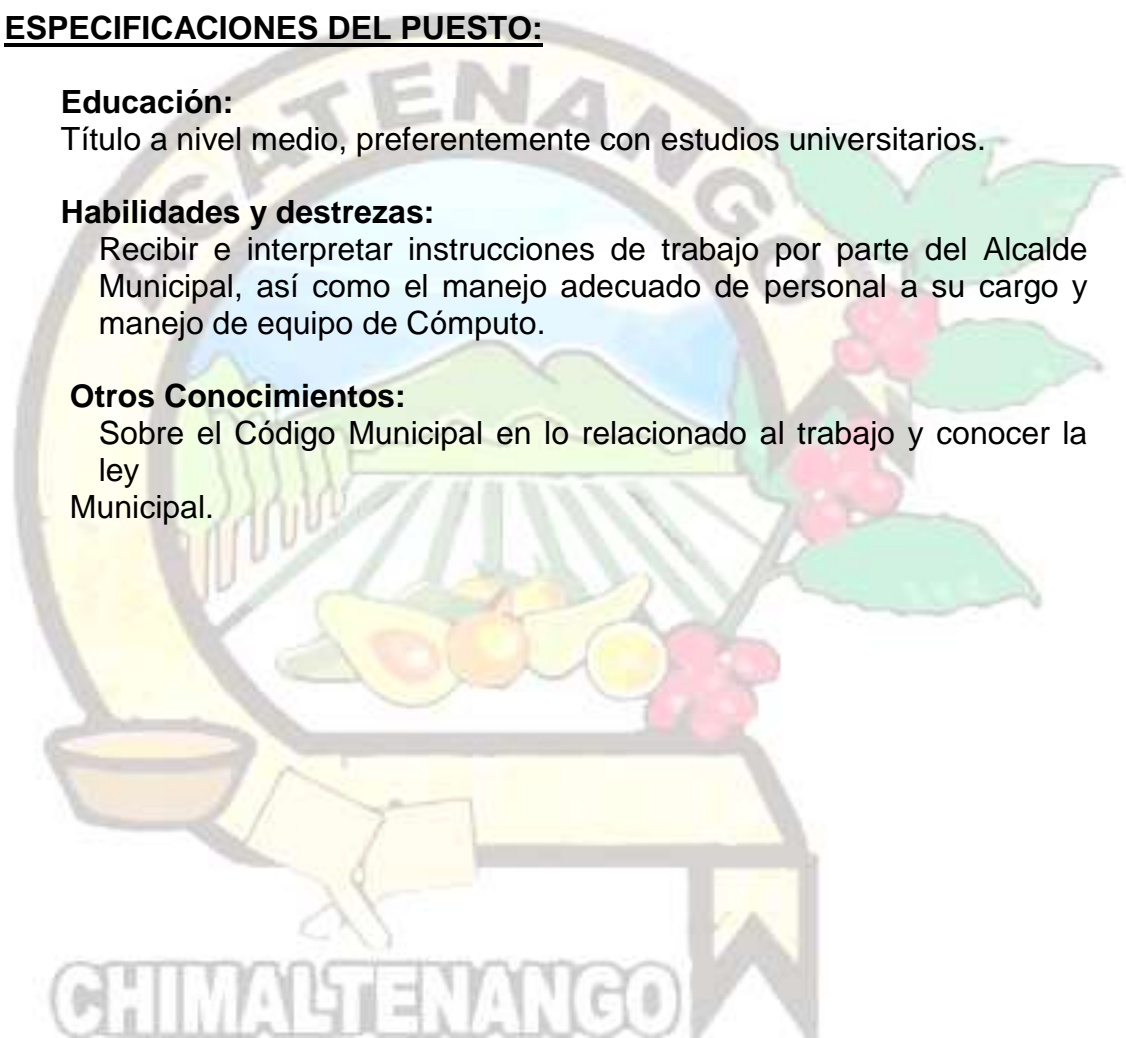 ESPECIFICACIONES DEL PUESTO:
Educación:
Título a nivel medio, preferentemente con estudios universitarios.
Habilidades y destrezas:
Recibir e interpretar instrucciones de trabajo por parte del Alcalde
Municipal, así como el manejo adecuado de personal a su cargo y
manejo de equipo de Cómputo.
Otros Conocimientos:
Sobre el Código Municipal en lo relacionado al trabajo y conocer la
ley
Municipal.
CHIMALTENANGO